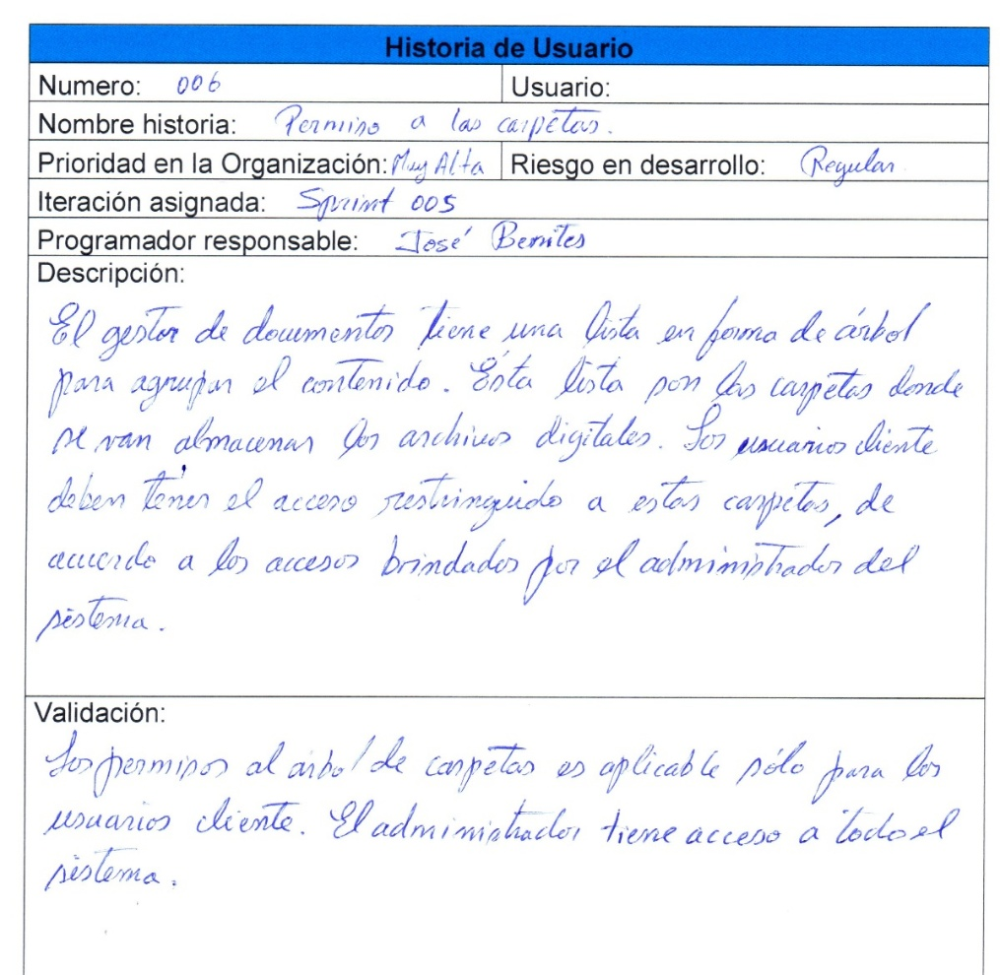 Historia de Usuario
Numero: 006 Usuario:
Nombre historia: Permiso a las carpetas.
Prioridad en la Organización: Muy Alta Riesgo en desarrollo: Regular
Iteración asignada: Sprint 005
Programador responsable: José Benites
Descripción:
El gestor de documentos tiene una lista en forma de árbol
para agrupar el contenido. Esta lista son las carpetas donde
se van almacenar los archivos digitales. Los usuarios cliente
deben tener el acceso restringuido a estas carpetas, de
acuerdo a los accesos brindados por el administrador del
sistema.
Validación:
Los permisos al árbol de carpetas es aplicable sólo para los
usuarios cliente. El administrador tiene acceso a todo el
sistema.